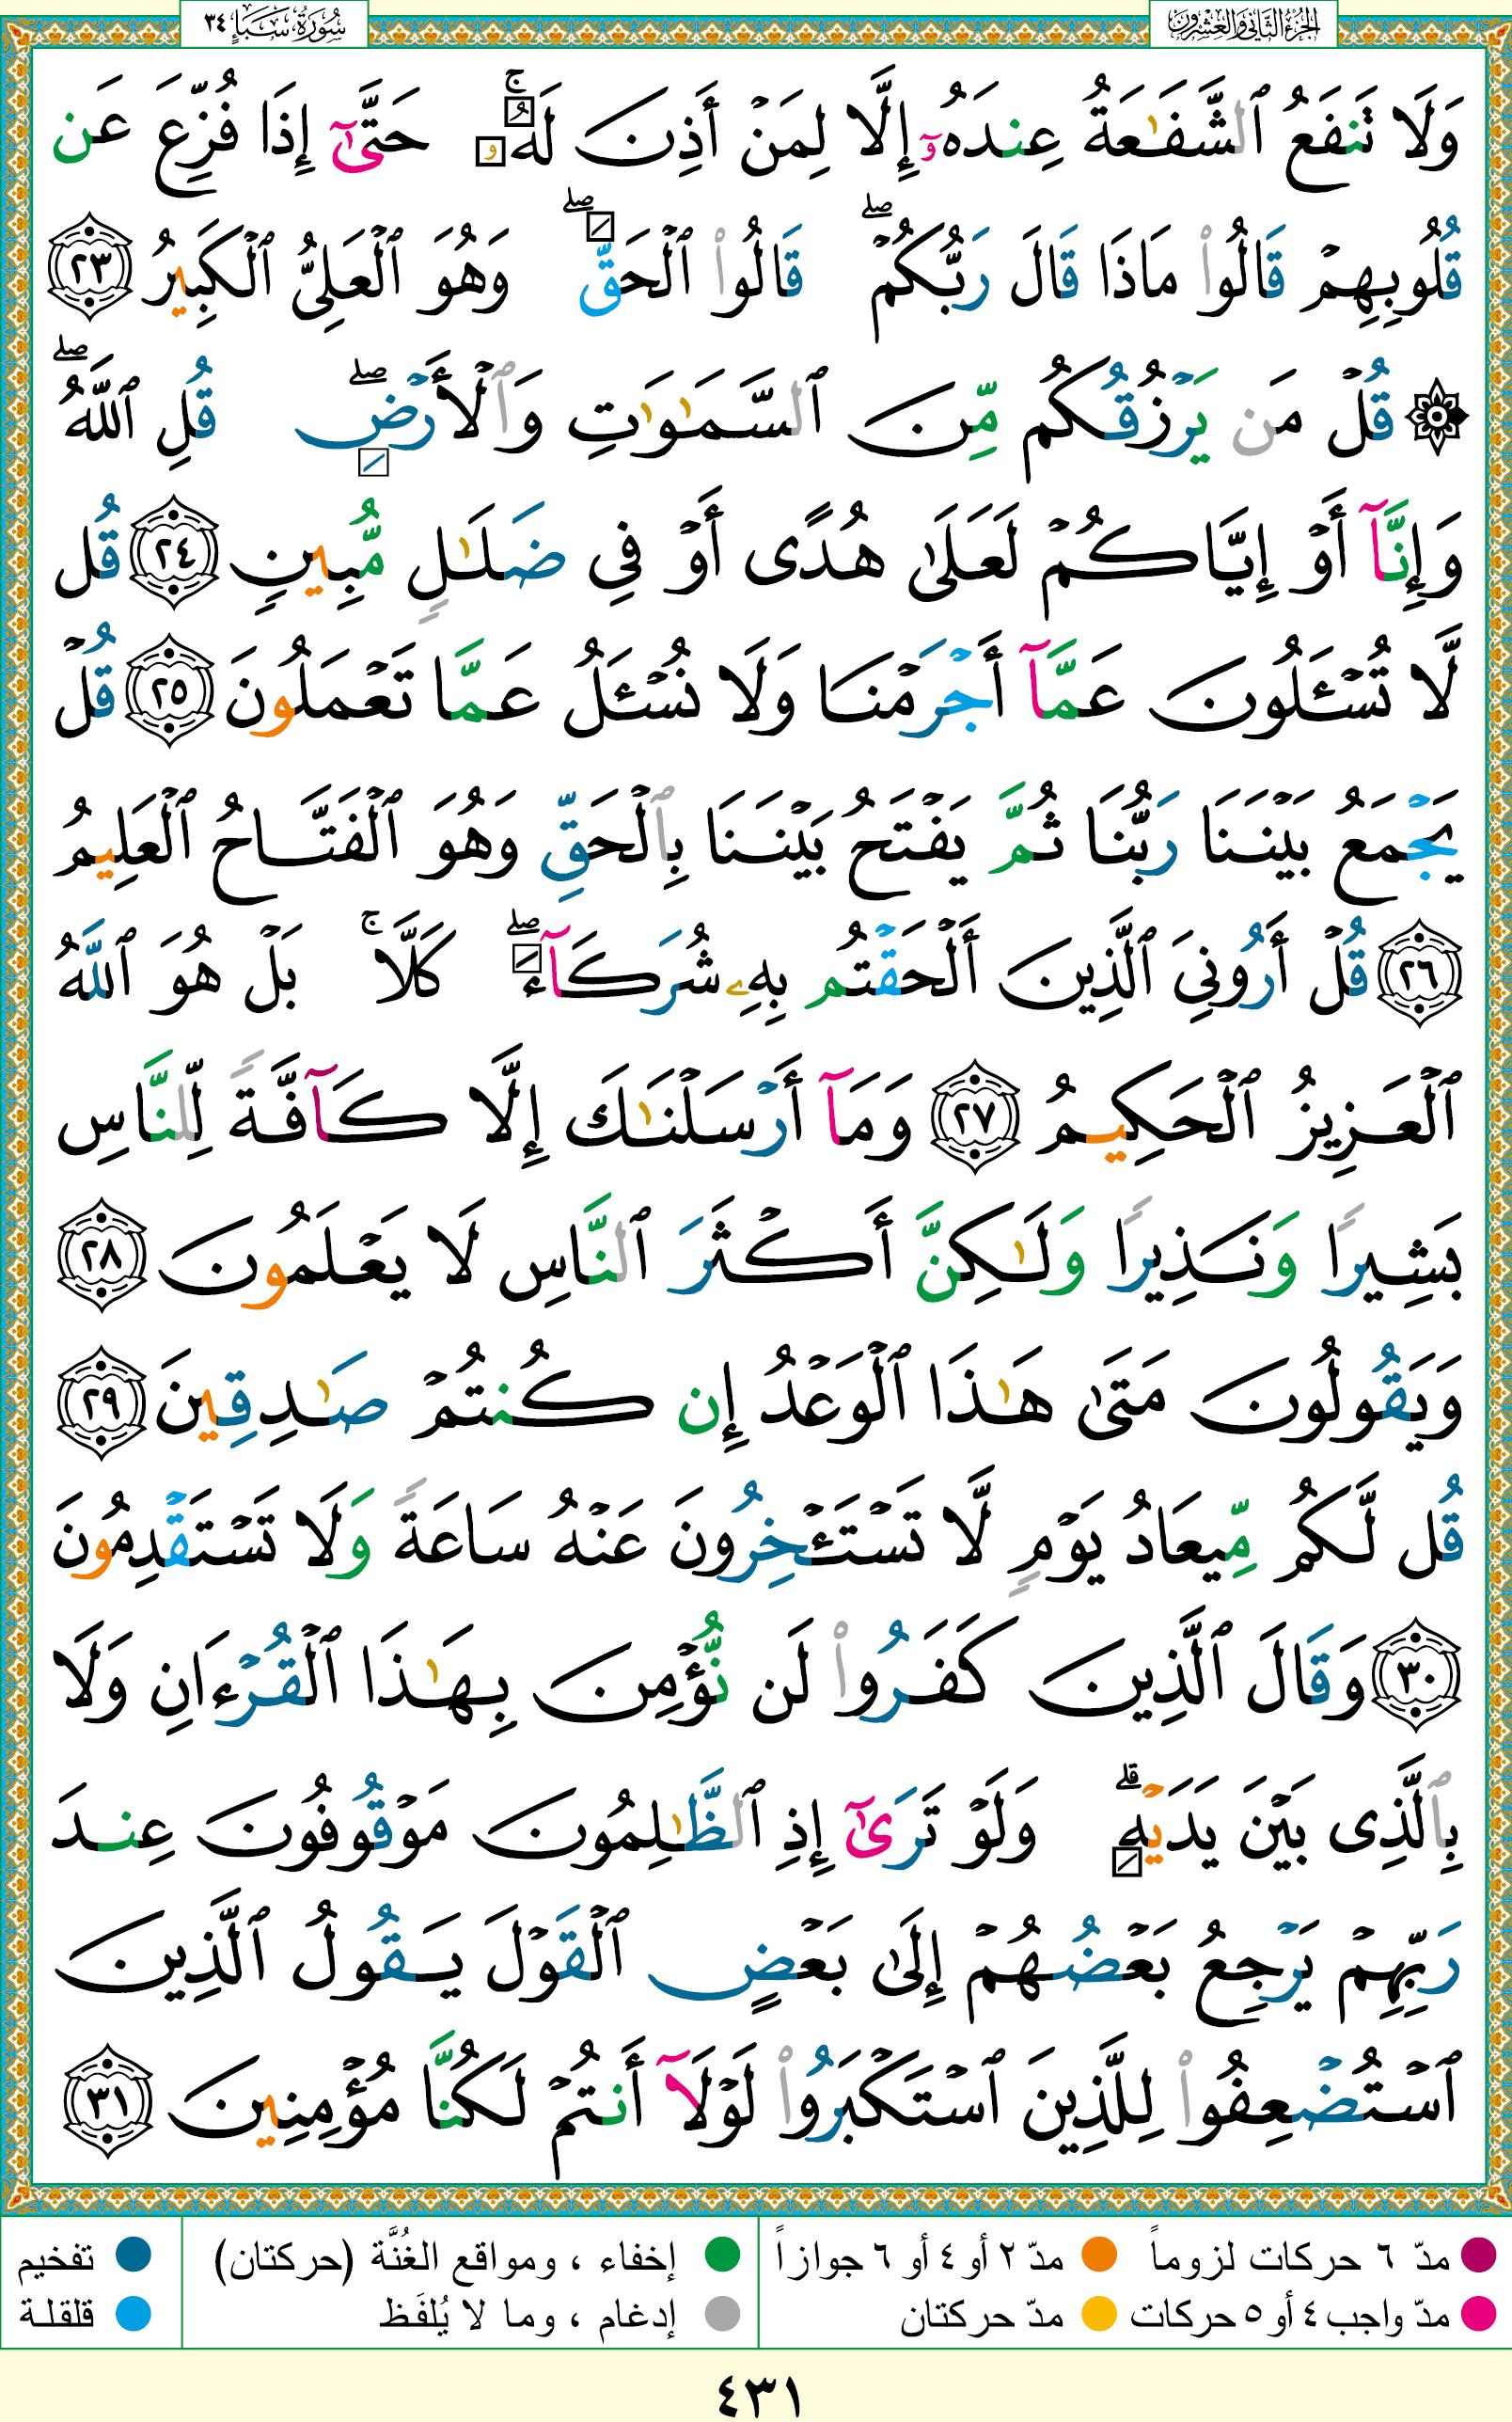 الجزء الثاني والعشرون
سُورَةُ سَبَإٍ ٣٤
وَلَا تَنفَعُ ٱلشَّفَٰعَةُ عِندَهُۥٓ إِلَّا لِمَنْ أَذِنَ لَهُۥۚ حَتَّىٰٓ إِذَا فُزِّعَ عَن
قُلُوبِهِمْ قَالُوا۟ مَاذَا قَالَ رَبُّكُمْۖ قَالُوا۟ ٱلْحَقَّۖ وَهُوَ ٱلْعَلِىُّ ٱلْكَبِيرُ ٢٣
۞ قُلْ مَن يَرْزُقُكُم مِّنَ ٱلسَّمَٰوَٰتِ وَٱلْأَرْضِۖ قُلِ ٱللَّهُۖ
وَإِنَّآ أَوْ إِيَّاكُمْ لَعَلَىٰ هُدًى أَوْ فِى ضَلَٰلٍ مُّبِينٍ ٢٤ قُل
لَّا تُسْـَٔلُونَ عَمَّآ أَجْرَمْنَا وَلَا نُسْـَٔلُ عَمَّا تَعْمَلُونَ ٢٥ قُلْ
يَجْمَعُ بَيْنَنَا رَبُّنَا ثُمَّ يَفْتَحُ بَيْنَنَا بِٱلْحَقِّ وَهُوَ ٱلْفَتَّاحُ ٱلْعَلِيمُ
٢٦ قُلْ أَرُونِىَ ٱلَّذِينَ أَلْحَقْتُم بِهِۦ شُرَكَآءَۖ كَلَّاۚ بَلْ هُوَ ٱللَّهُ
ٱلْعَزِيزُ ٱلْحَكِيمُ ٢٧ وَمَآ أَرْسَلْنَٰكَ إِلَّا كَآفَّةً لِّلنَّاسِ
بَشِيرًا وَنَذِيرًا وَلَٰكِنَّ أَكْثَرَ ٱلنَّاسِ لَا يَعْلَمُونَ ٢٨
وَيَقُولُونَ مَتَىٰ هَٰذَا ٱلْوَعْدُ إِن كُنتُمْ صَٰدِقِينَ ٢٩
قُل لَّكُم مِّيعَادُ يَوْمٍ لَّا تَسْتَـْٔخِرُونَ عَنْهُ سَاعَةً وَلَا تَسْتَقْدِمُونَ
٣٠ وَقَالَ ٱلَّذِينَ كَفَرُوا۟ لَن نُّؤْمِنَ بِهَٰذَا ٱلْقُرْءَانِ وَلَا
بِٱلَّذِى بَيْنَ يَدَيْهِۗ وَلَوْ تَرَىٰٓ إِذِ ٱلظَّٰلِمُونَ مَوْقُوفُونَ عِندَ
رَبِّهِمْ يَرْجِعُ بَعْضُهُمْ إِلَىٰ بَعْضٍ ٱلْقَوْلَ يَقُولُ ٱلَّذِينَ
ٱسْتُضْعِفُوا۟ لِلَّذِينَ ٱسْتَكْبَرُوا۟ لَوْلَآ أَنتُمْ لَكُنَّا مُؤْمِنِينَ ٣١
مدّ ٦ حركات لزوماً مدّ ٢ أو ٤ أو ٦ جوازاً إخفاء ، ومواقع الغُنَّة (حركتان) تفخيم
مدّ واجب ٤ أو ٥ حركات مدّ حركتان إدغام ، وما لا يُلفَظ قلقلة
٤٣١